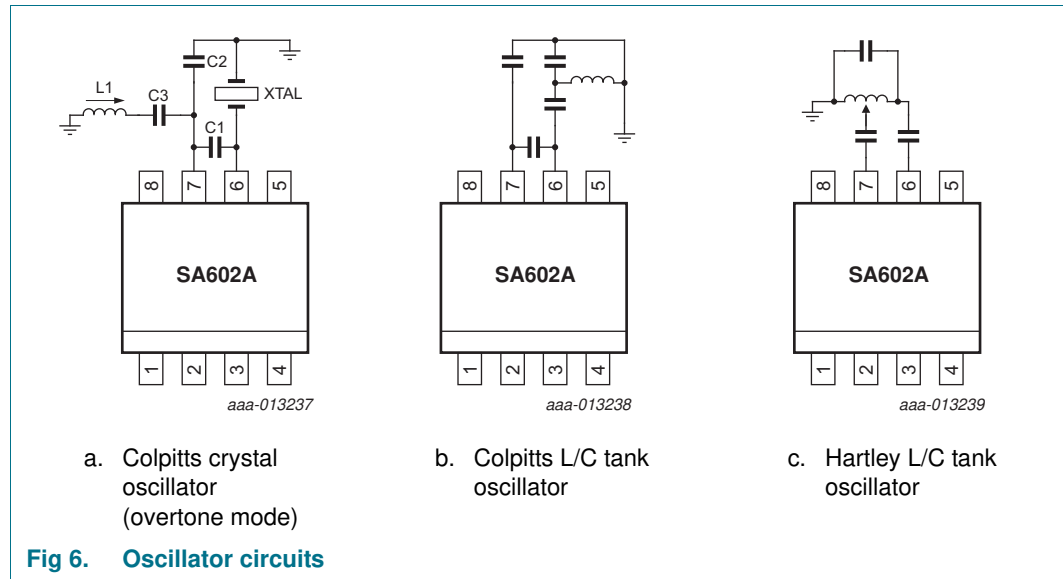 C2
L1
XTAL
C3
C1
8 7 6 5
8 7 6 5
8 7 6 5
SA602A
SA602A
SA602A
1 2 3 4
1 2 3 4
1 2 3 4
aaa-013237
aaa-013238
aaa-013239
a. Colpitts crystal
oscillator
(overtone mode)
b. Colpitts L/C tank
oscillator
c. Hartley L/C tank
oscillator
Fig 6. Oscillator circuits